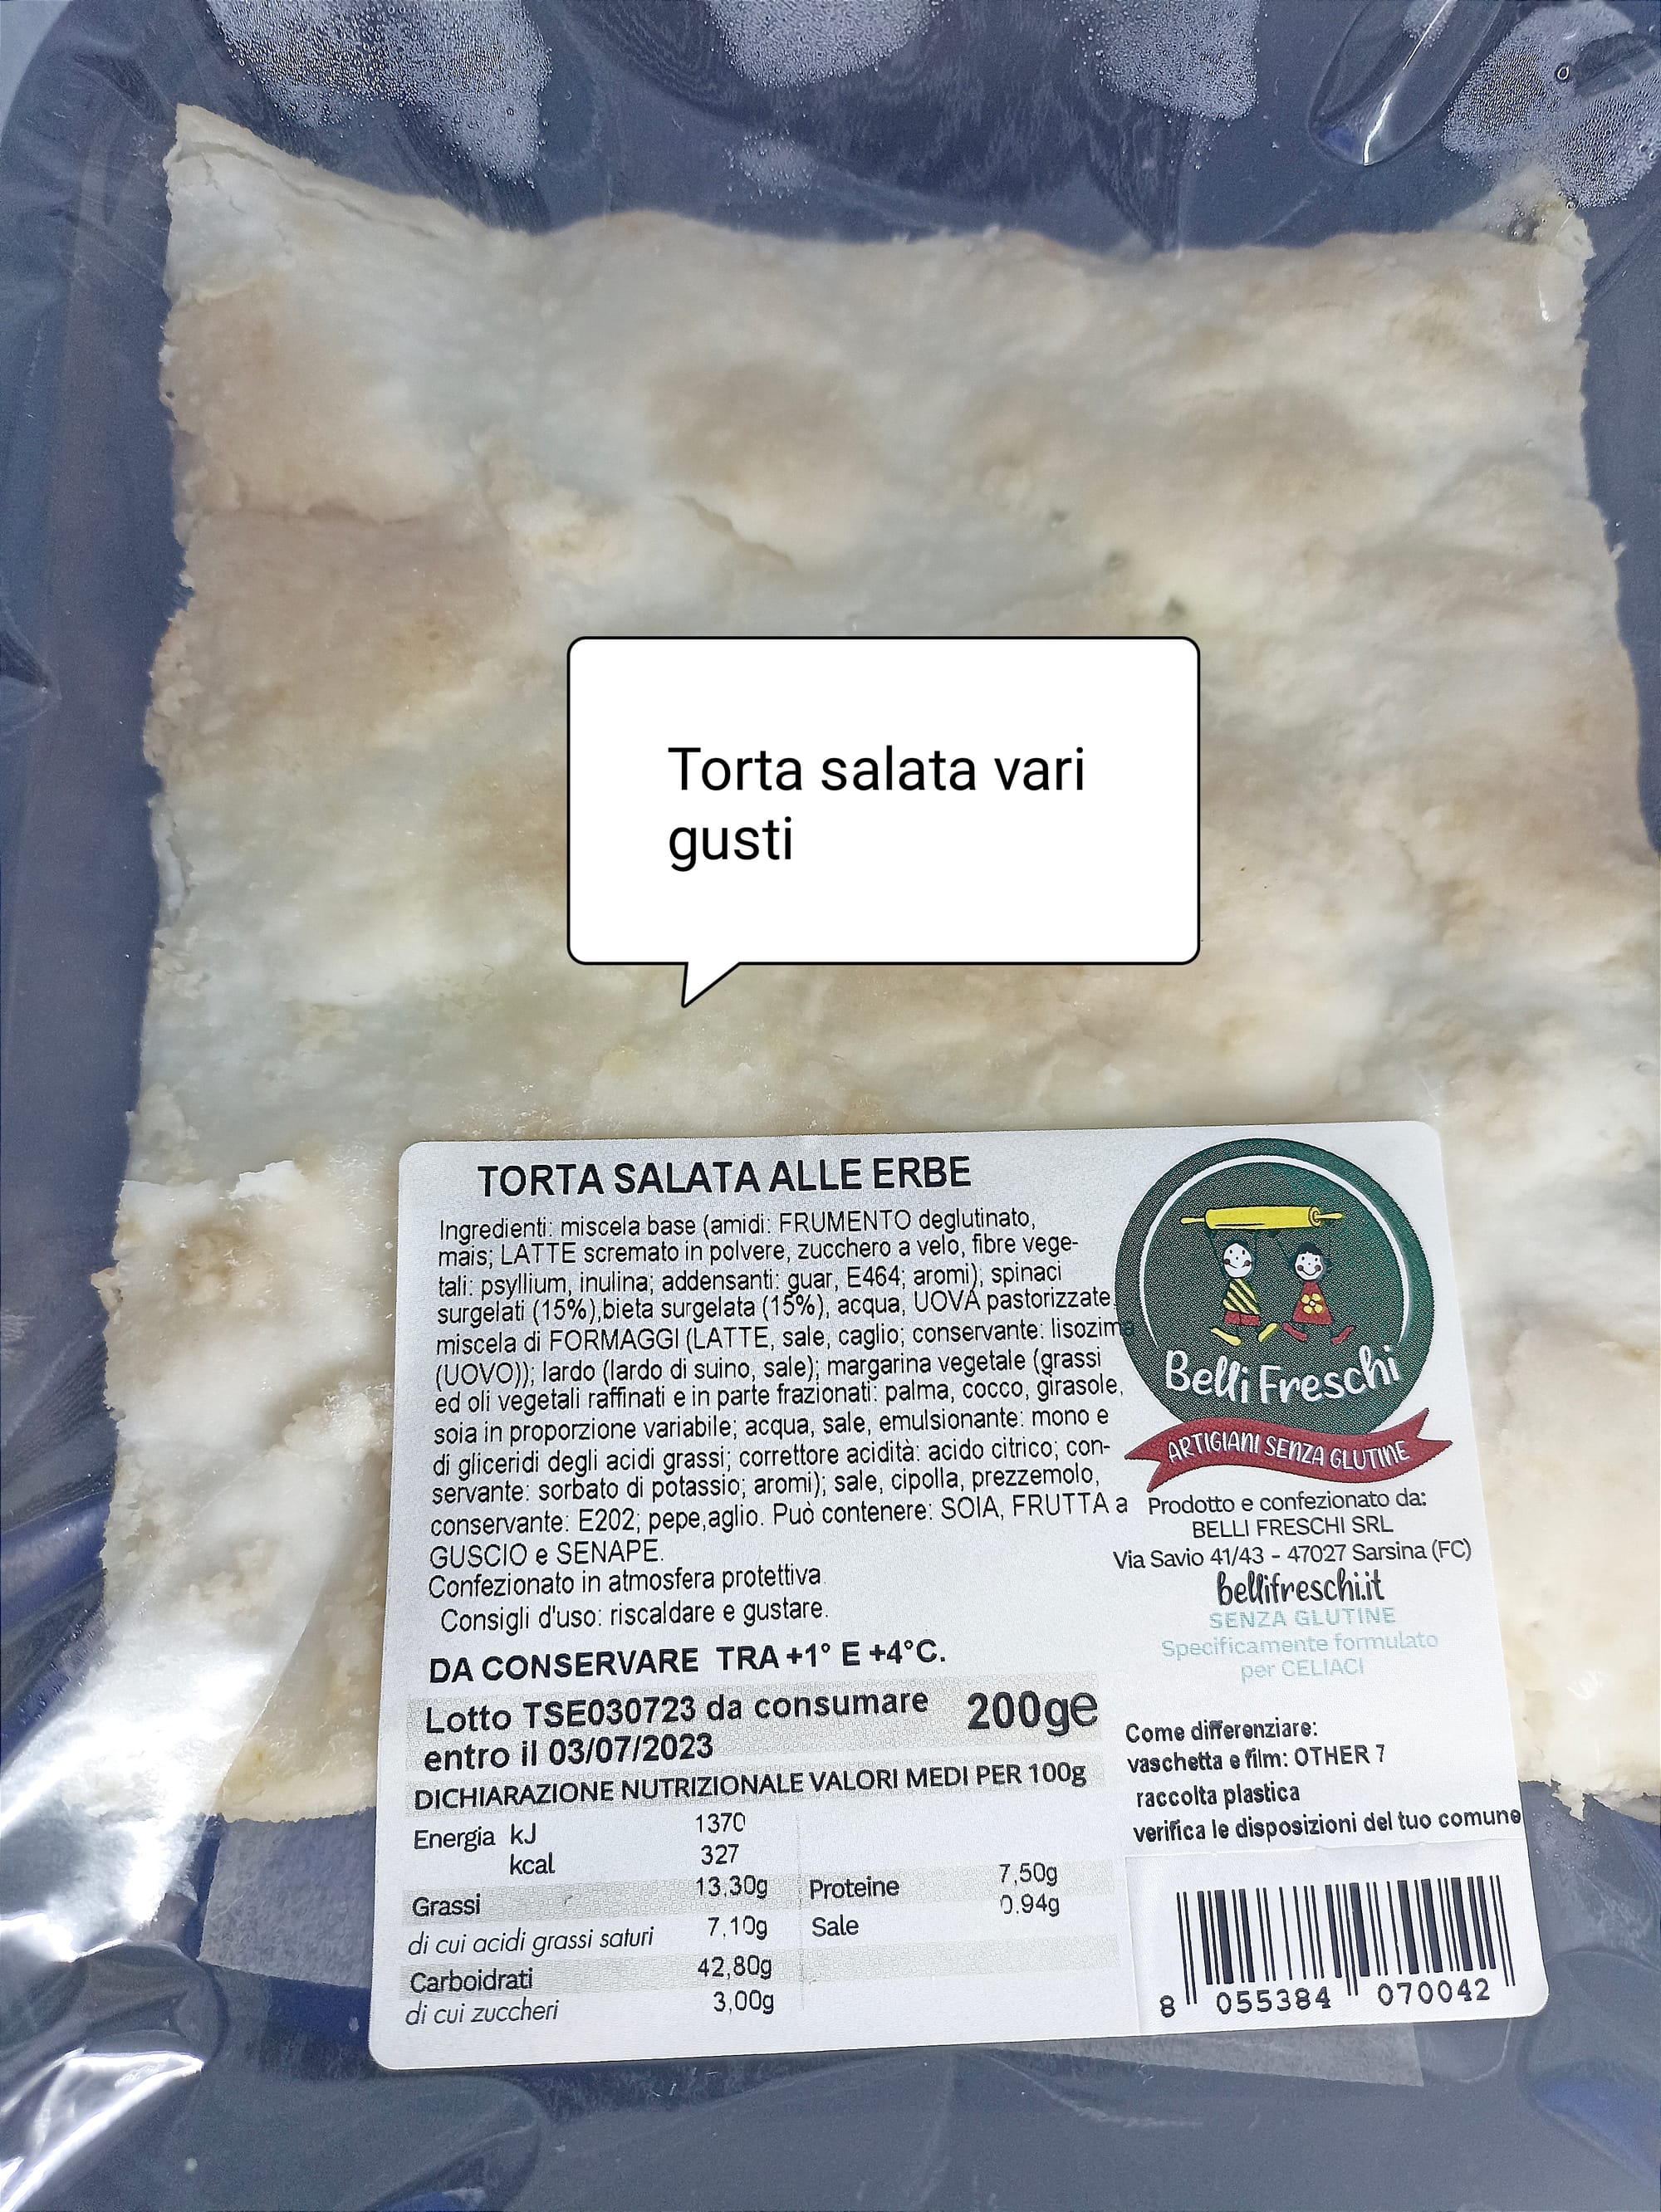 Torta salata vari
gusti
TORTA SALATA ALLE ERBE
Ingredienti: miscela base (amidi: FRUMENTO deglutinato,
mais; LATTE scremato in polvere, zucchero a velo, fibre vege-
tali: psyllium, inulina; addensanti: guar, E464; aromi); spinaci
surgelati (15%),bieta surgelata (15%), acqua, UOVA pastorizzate,
miscela di FORMAGGI (LATTE, sale, caglio; conservante: lisozima
(UOVO)); lardo (lardo di suino, sale); margarina vegetale (grassi
ed oli vegetali raffinati e in parte frazionati: palma, cocco, girasole,
soia in proporzione variabile; acqua, sale, emulsionante: mono e
di gliceridi degli acidi grassi; correttore acidità: acido citrico; con-
servante: sorbato di potassio; aromi); sale, cipolla, prezzemolo,
conservante: E202; pepe,aglio. Può contenere: SOIA, FRUTTA a
GUSCIO e SENAPE.
Confezionato in atmosfera protettiva.
Consigli d'uso: riscaldare e gustare.
DA CONSERVARE TRA +1° E +4°C.
Lotto TSE030723 da consumare
entro il 03/07/2023
200ge
DICHIARAZIONE NUTRIZIONALE VALORI MEDI PER 100g
Energia kJ 1370
kcal 327
Grassi 13,30g
di cui acidi grassi saturi 7,10g
Carboidrati 42,80g
di cui zuccheri 3,00g
Proteine 7,50g
Sale 0.94g
Belli Freschi
ARTIGIANI SENZA GLUTINE
Prodotto e confezionato da:
BELLI FRESCHI SRL
Via Savio 41/43 - 47027 Sarsina (FC)
bellifreschi.it
SENZA GLUTINE
Specificamente formulato
per CELIACI
Come differenziare:
vaschetta e film: OTHER 7
raccolta plastica
verifica le disposizioni del tuo comune
8 055384 070042